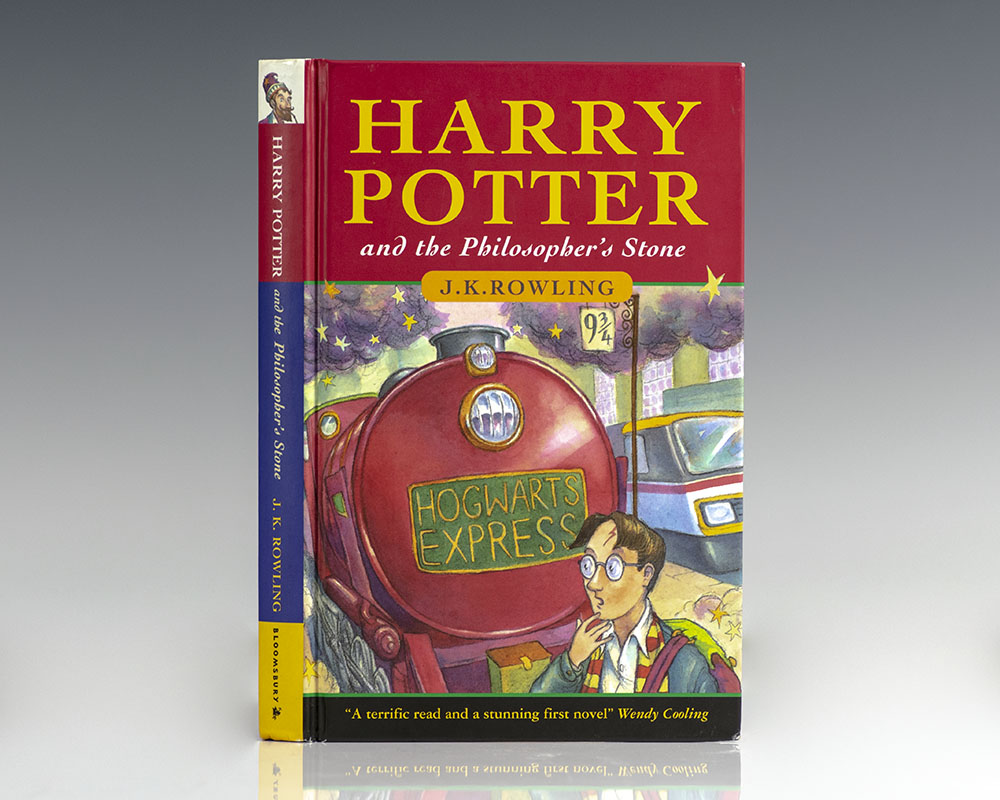 HARRY POTTER and the Philosopher's Stone J. K. ROWLING BLOOMSBURY
HARRY
POTTER
and the Philosopher's Stone
J.K.ROWLING
9¾
HOGWARTS
EXPRESS
"A terrific read and a stunning first novel" Wendy Cooling